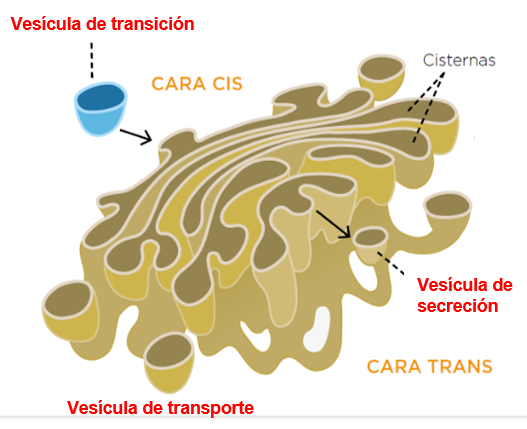 Vesícula de transición
Cisternas
CARA CIS
Vesícula de
secreción
CARA TRANS
Vesícula de transporte